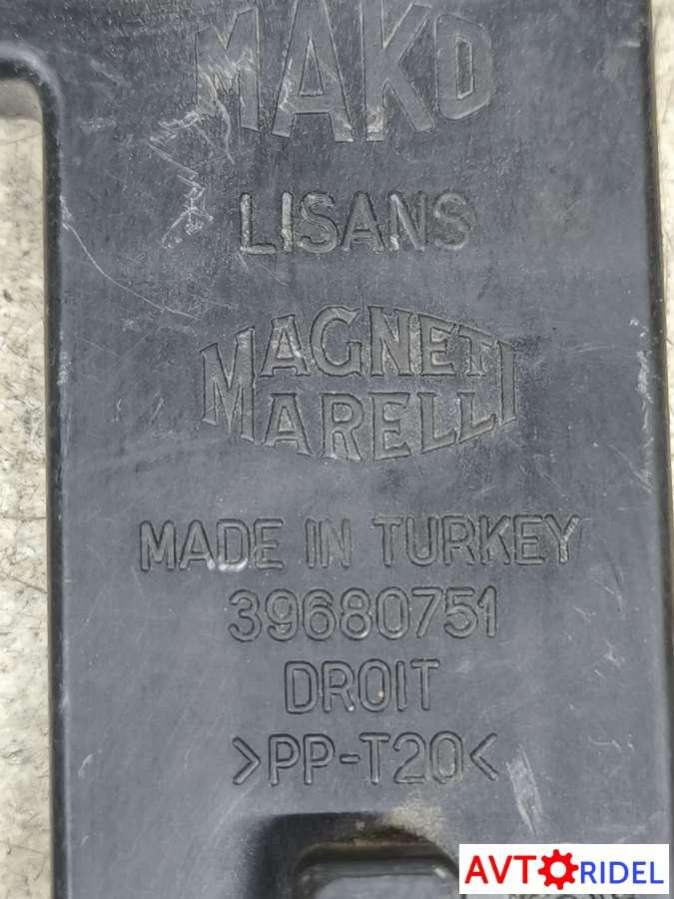 MAKO
LISANS
MAGNETI
MARELLI
MADE IN TURKEY
39680751
DROIT
>PP-T20<
AVTORIDEL